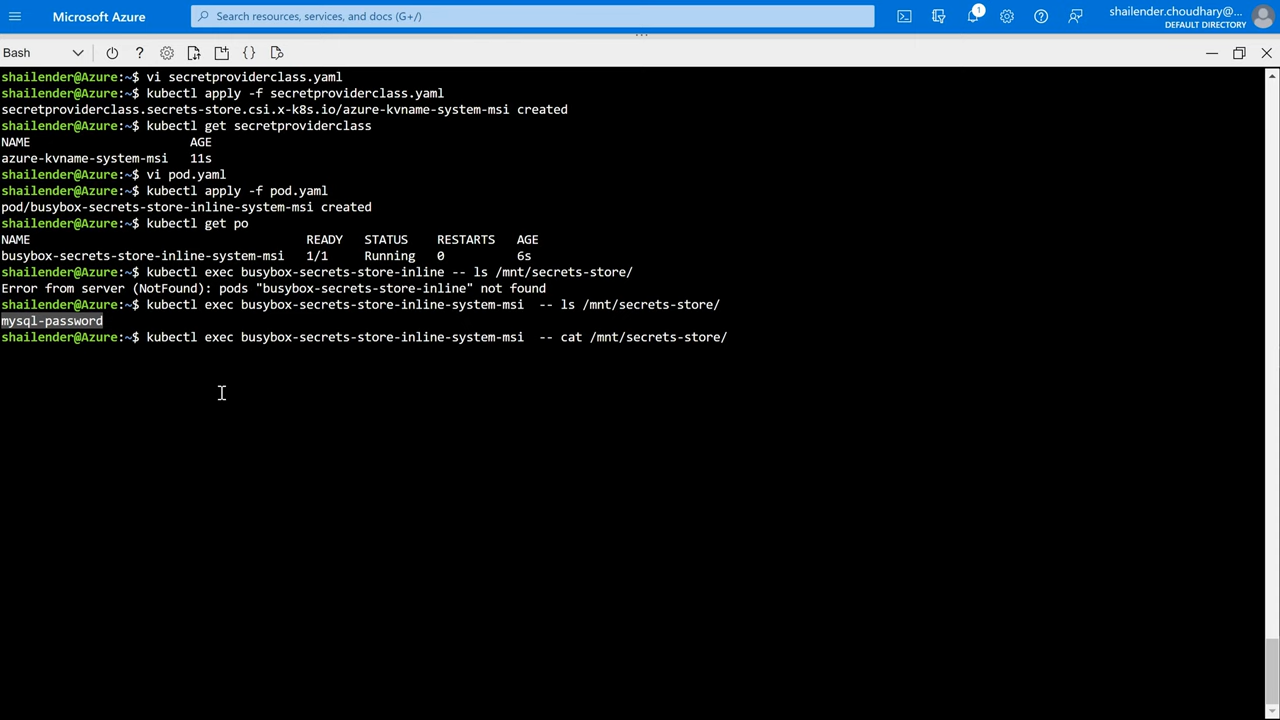 Microsoft Azure
Search resources, services, and docs (G+/)
1
shailender.choudhary@...
DEFAULT DIRECTORY
Bash
shailender@Azure:~$ vi secretproviderclass.yaml
shailender@Azure:~$ kubectl apply -f secretproviderclass.yaml
secretproviderclass.secrets-store.csi.x-k8s.io/azure-kvname-system-msi created
shailender@Azure:~$ kubectl get secretproviderclass
NAME AGE
azure-kvname-system-msi 11s
shailender@Azure:~$ vi pod.yaml
shailender@Azure:~$ kubectl apply -f pod.yaml
pod/busybox-secrets-store-inline-system-msi created
shailender@Azure:~$ kubectl get po
NAME READY STATUS RESTARTS AGE
busybox-secrets-store-inline-system-msi 1/1 Running 0 6s
shailender@Azure:~$ kubectl exec busybox-secrets-store-inline -- ls /mnt/secrets-store/
Error from server (NotFound): pods "busybox-secrets-store-inline" not found
shailender@Azure:~$ kubectl exec busybox-secrets-store-inline-system-msi  -- ls /mnt/secrets-store/
mysql-password
shailender@Azure:~$ kubectl exec busybox-secrets-store-inline-system-msi  -- cat /mnt/secrets-store/